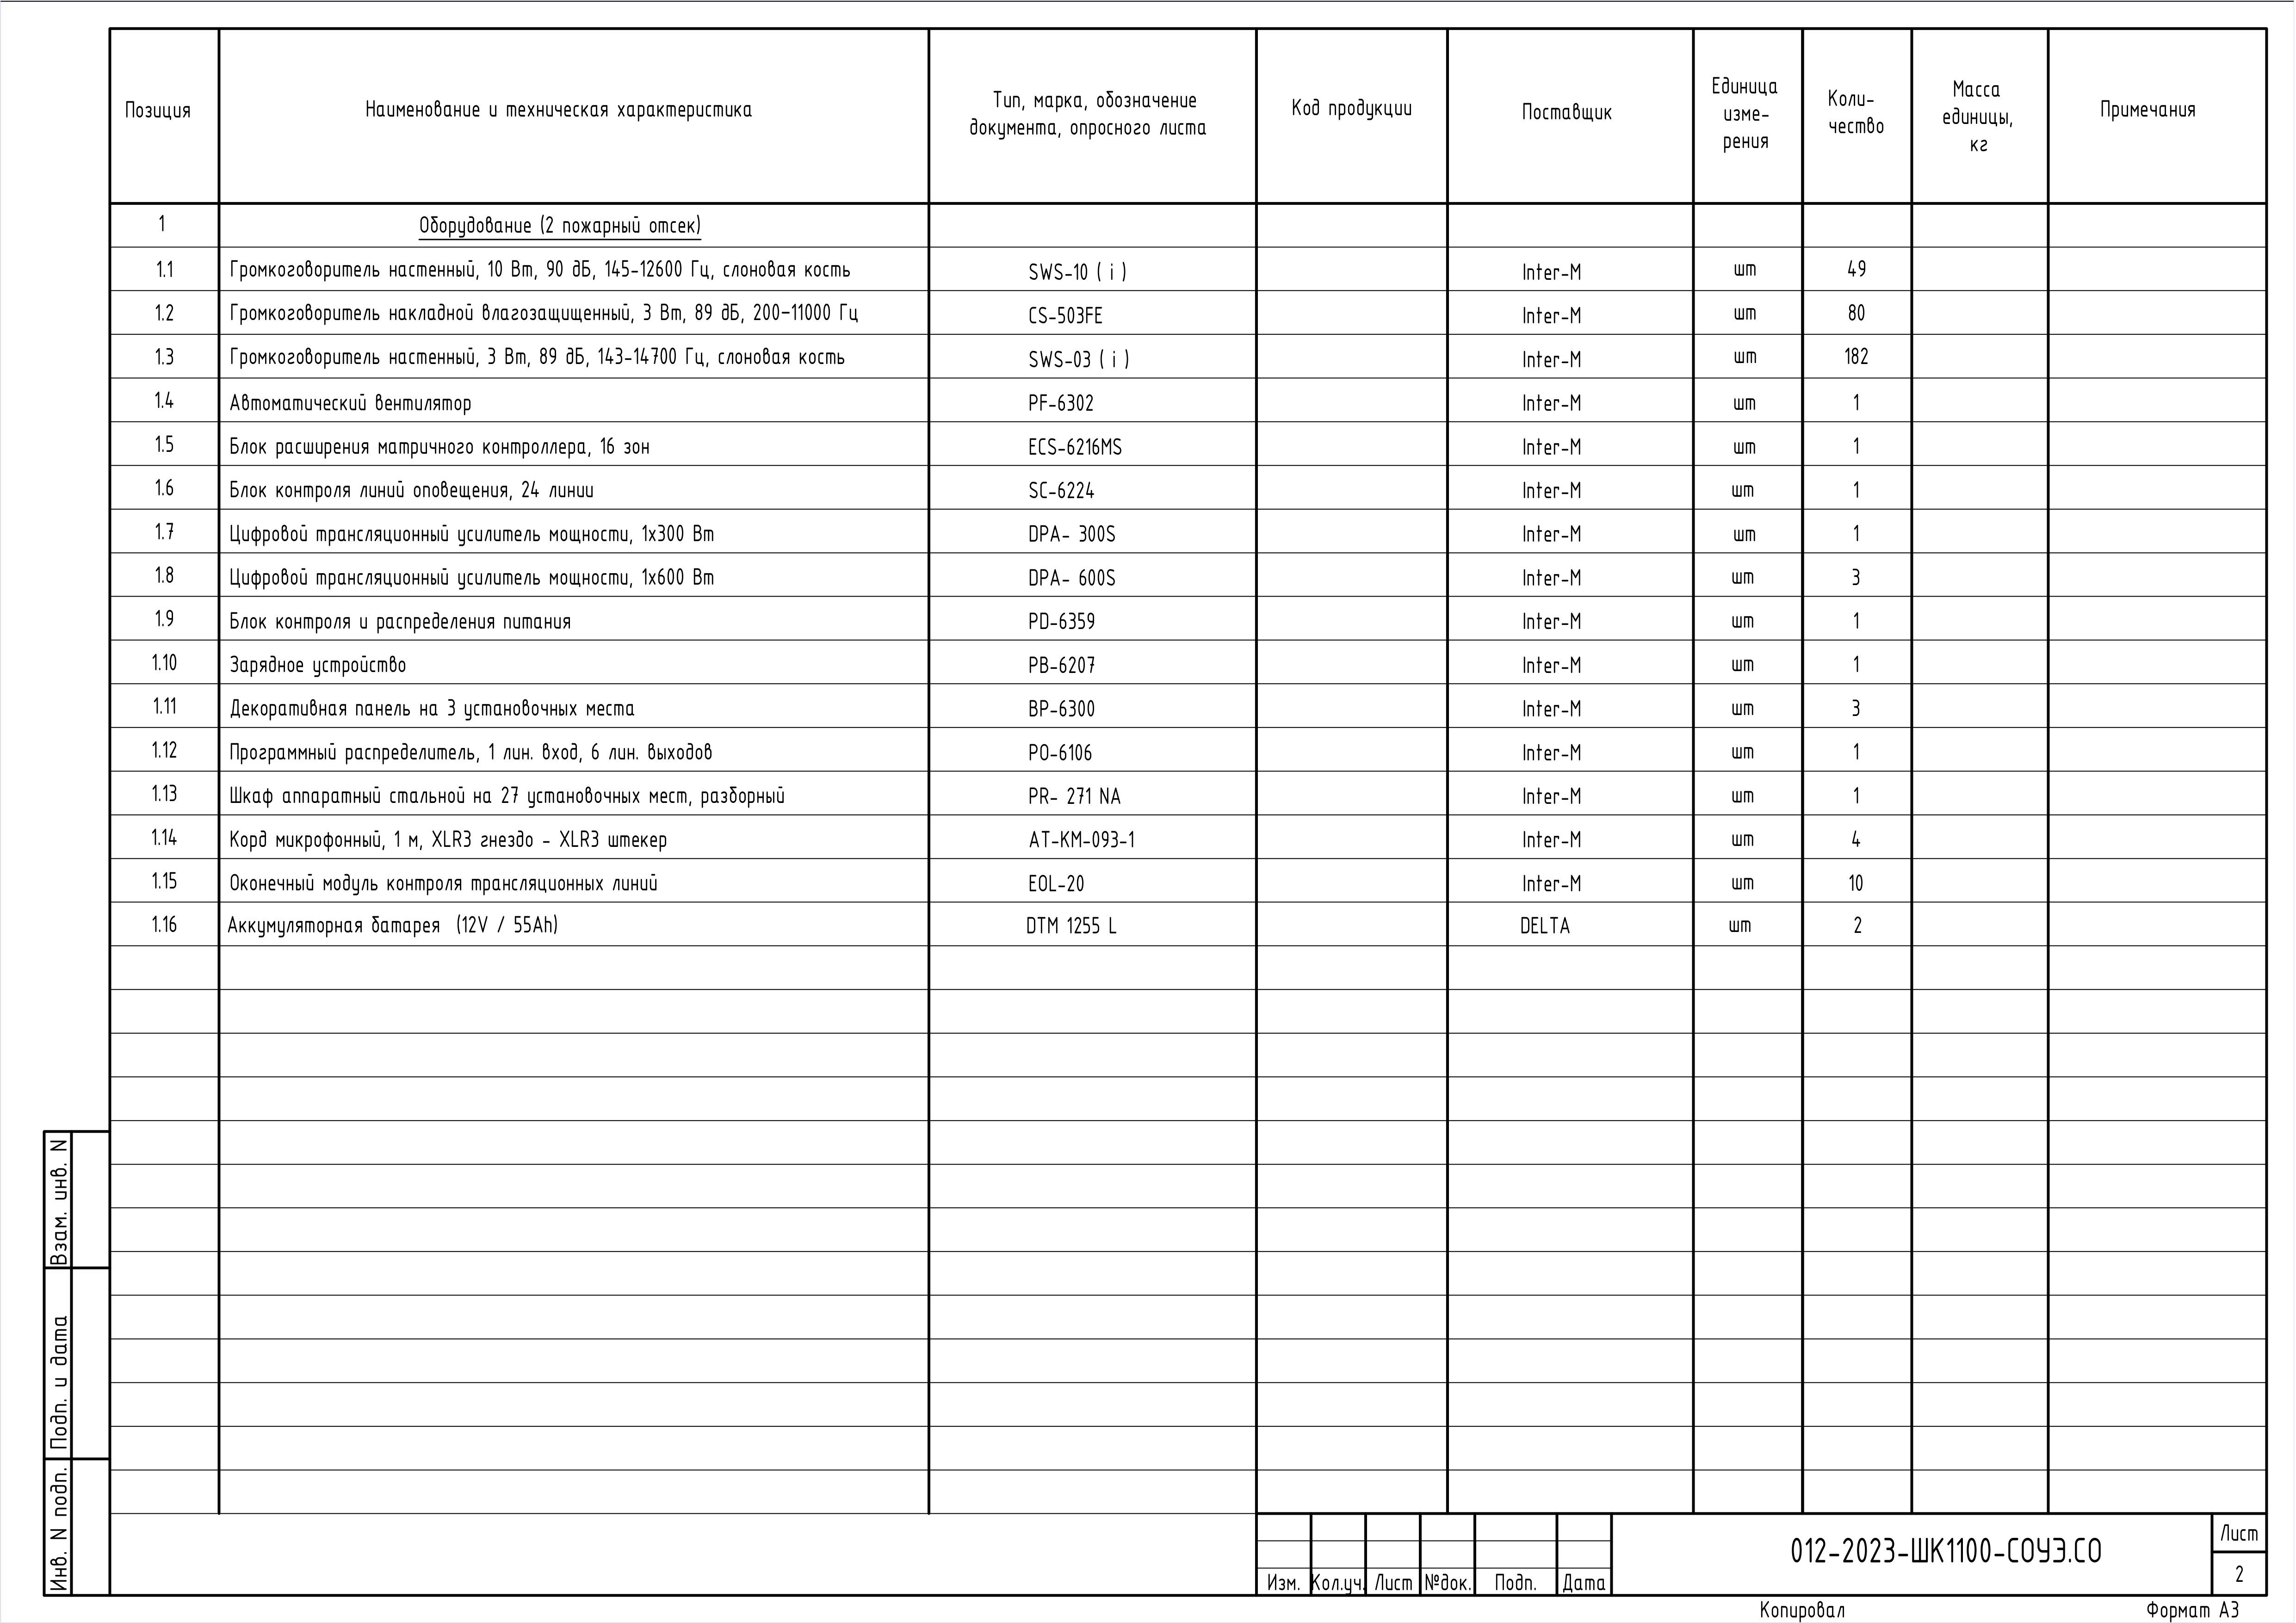 Позиция
Наименование и техническая характеристика
Тип, марка, обозначение
документа, опросного листа
Код продукции
Поставщик
Единица
изме-
рения
Коли-
чество
Масса
единицы,
кг
Примечания
1 Оборудование (2 пожарный отсек)
1.1 Громкоговоритель настенный, 10 Вт, 90 дБ, 145-12600 Гц, слоновая кость SWS-10 ( i ) Inter-M шт 49
1.2 Громкоговоритель накладной влагозащищенный, 3 Вт, 89 дБ, 200-11000 Гц CS-503FE Inter-M шт 80
1.3 Громкоговоритель настенный, 3 Вт, 89 дБ, 143-14700 Гц, слоновая кость SWS-03 ( i ) Inter-M шт 182
1.4 Автоматический вентилятор PF-6302 Inter-M шт 1
1.5 Блок расширения матричного контроллера, 16 зон ECS-6216MS Inter-M шт 1
1.6 Блок контроля линий оповещения, 24 линии SC-6224 Inter-M шт 1
1.7 Цифровой трансляционный усилитель мощности, 1х300 Вт DPA- 300S Inter-M шт 1
1.8 Цифровой трансляционный усилитель мощности, 1х600 Вт DPA- 600S Inter-M шт 3
1.9 Блок контроля и распределения питания PD-6359 Inter-M шт 1
1.10 Зарядное устройство PB-6207 Inter-M шт 1
1.11 Декоративная панель на 3 установочных места BP-6300 Inter-M шт 3
1.12 Программный распределитель, 1 лин. вход, 6 лин. выходов PO-6106 Inter-M шт 1
1.13 Шкаф аппаратный стальной на 27 установочных мест, разборный PR- 271 NA Inter-M шт 1
1.14 Корд микрофонный, 1 м, XLR3 гнездо - XLR3 штекер AT-KM-093-1 Inter-M шт 4
1.15 Оконечный модуль контроля трансляционных линий EOL-20 Inter-M шт 10
1.16 Аккумуляторная батарея (12V / 55Ah) DTM 1255 L DELTA шт 2
Взам. инв. N
Подп. и дата
Инв. N подп.
Изм. Кол.уч. Лист №док. Подп. Дата
012-2023-ШК1100-СОУЭ.СО
Лист
2
Копировал
Формат А3